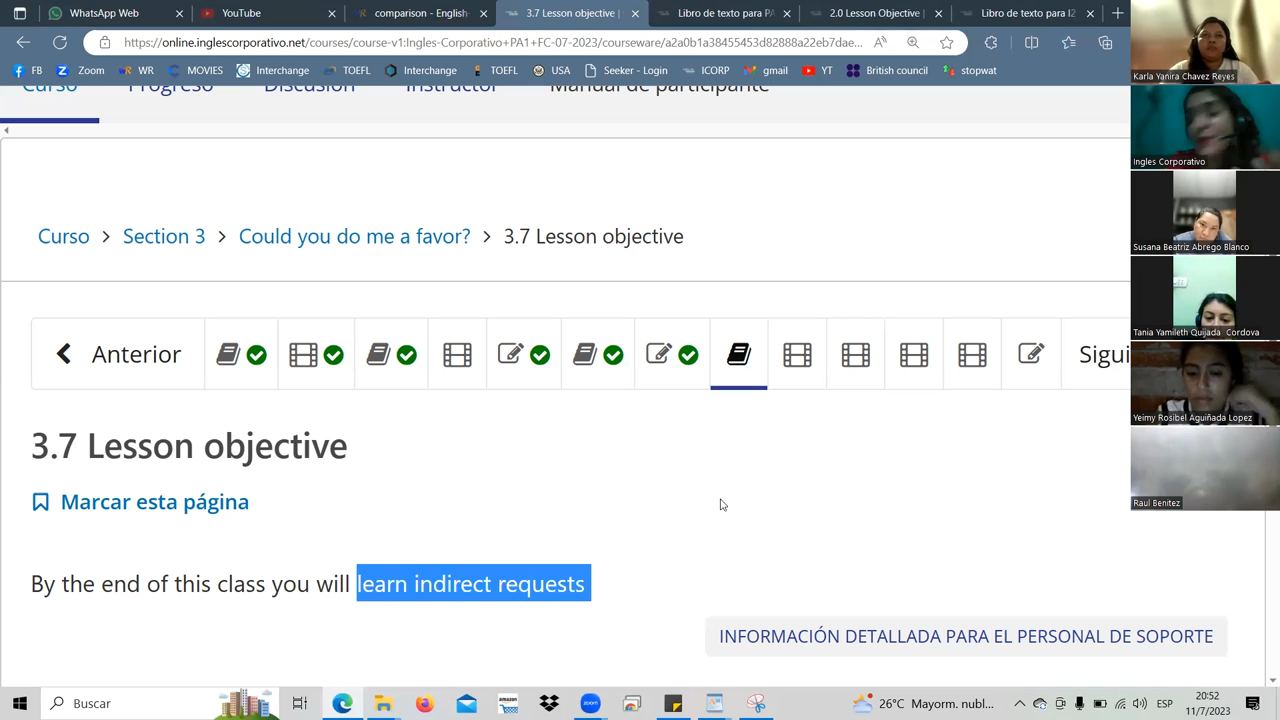 WhatsApp Web
YouTube
comparison - English-
3.7 Lesson objective |
Libro de texto para PA
2.0 Lesson Objective |
Libro de texto para I2
https://online.inglescorporativo.net/courses/course-v1:Ingles-Corporativo+PA1+FC-07-2023/courseware/a2a0b1a38455453d82888a22eb7dae...
FB
Zoom
WR
MOVIES
Interchange
TOEFL
Interchange
TOEFL
USA
Seeker - Login
ICORP
gmail
YT
British council
stopwat
Curso
Progreso
Discusión
Instructor
Manual de participante
Curso > Section 3 > Could you do me a favor? > 3.7 Lesson objective
Anterior
Sigui
3.7 Lesson objective
Marcar esta página
By the end of this class you will learn indirect requests
INFORMACIÓN DETALLADA PARA EL PERSONAL DE SOPORTE
Karla Yanira Chavez Reyes
Ingles Corporativo
Susana Beatriz Abrego Blanco
Tania Yamileth Quijada Cordova
Yeimy Rosibel Aguiñada Lopez
Raul Benitez
Buscar
amazon
zoom
26°C Mayorm. nubl...
ESP
20:52
11/7/2023